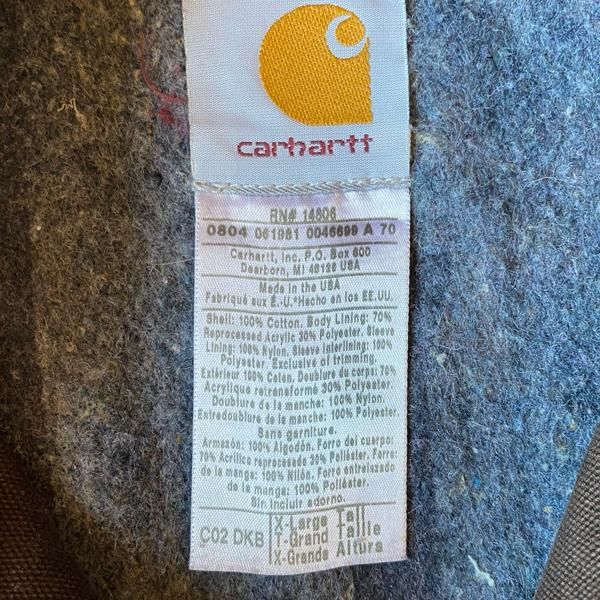 carhartt
RN# 14806
0804 061981 0046699 A 70
Carhartt, Inc. P.O. Box 600
Dearborn, MI 48126 USA
Made in the USA
Fabriqué aux É.-U.*Hecho en los EE.UU.
Shell: 100% Cotton. Body Lining: 70%
Reprocessed Acrylic 30% Polyester. Sleeve
Lining: 100% Nylon. Sleeve Interlining: 100%
Polyester. Exclusive of trimming.
Extérieur 100% Coton. Doublure du corps: 70%
Acrylique retransformé 30% Polyester.
Doublure de la manche: 100% Nylon.
Entredoublure de la manche: 100% Polyester.
Sans garniture.
Armazón: 100% Algodón. Forro del cuerpo:
70% Acrílico reprocesado 30% Poliéster. Forro
de la manga: 100% Nilón. Forro entrelazado
de la manga: 100% Poliéster.
Sin incluir adorno.
C02 DKB
X-Large Tall
T-Grand Taille
X-Grande Altura